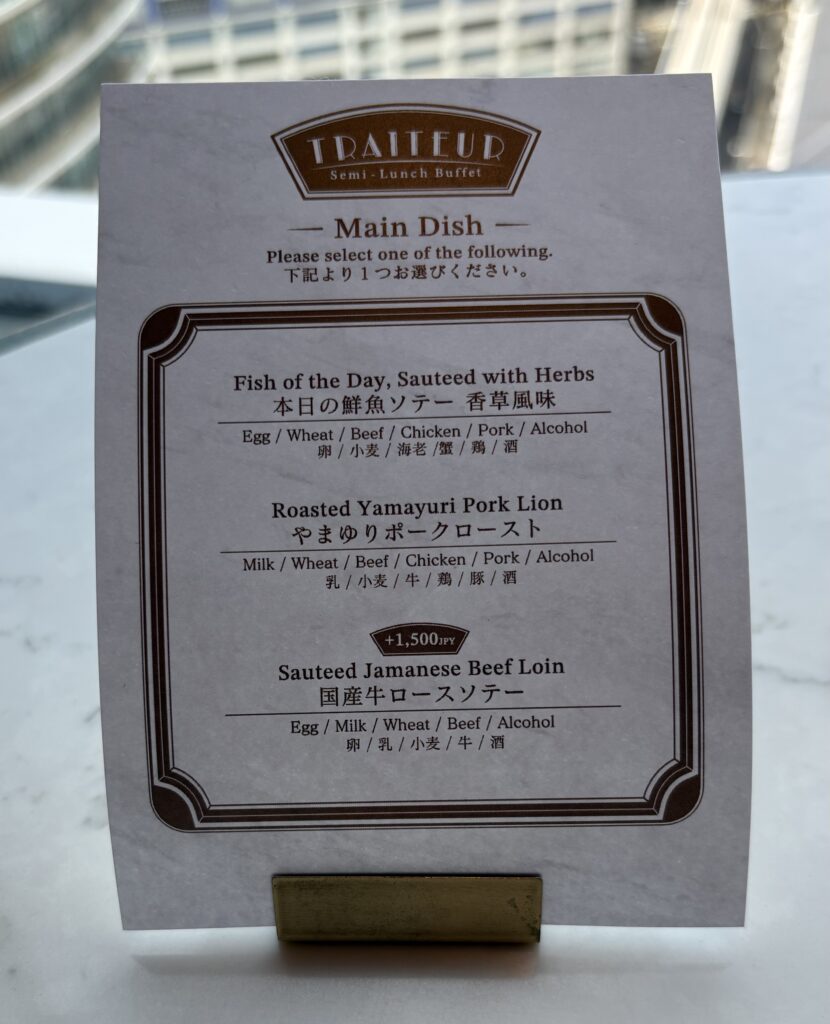 TRAITEUR
Semi-Lunch Buffet
Main Dish
Please select one of the following.
下記より1つお選びください。
Fish of the Day, Sauteed with Herbs
本日の鮮魚ソテー 香草風味
Egg / Wheat / Beef / Chicken / Pork / Alcohol
卵 / 小麦 / 海老 /蟹 / 鶏 / 酒
Roasted Yamayuri Pork Lion
やまゆりポークロースト
Milk / Wheat / Beef / Chicken / Pork / Alcohol
乳 / 小麦 / 牛 / 鶏 / 豚 / 酒
+1,500JPY
Sauteed Jamanese Beef Loin
国産牛ロースソテー
Egg / Milk / Wheat / Beef / Alcohol
卵 / 乳 / 小麦 / 牛 / 酒